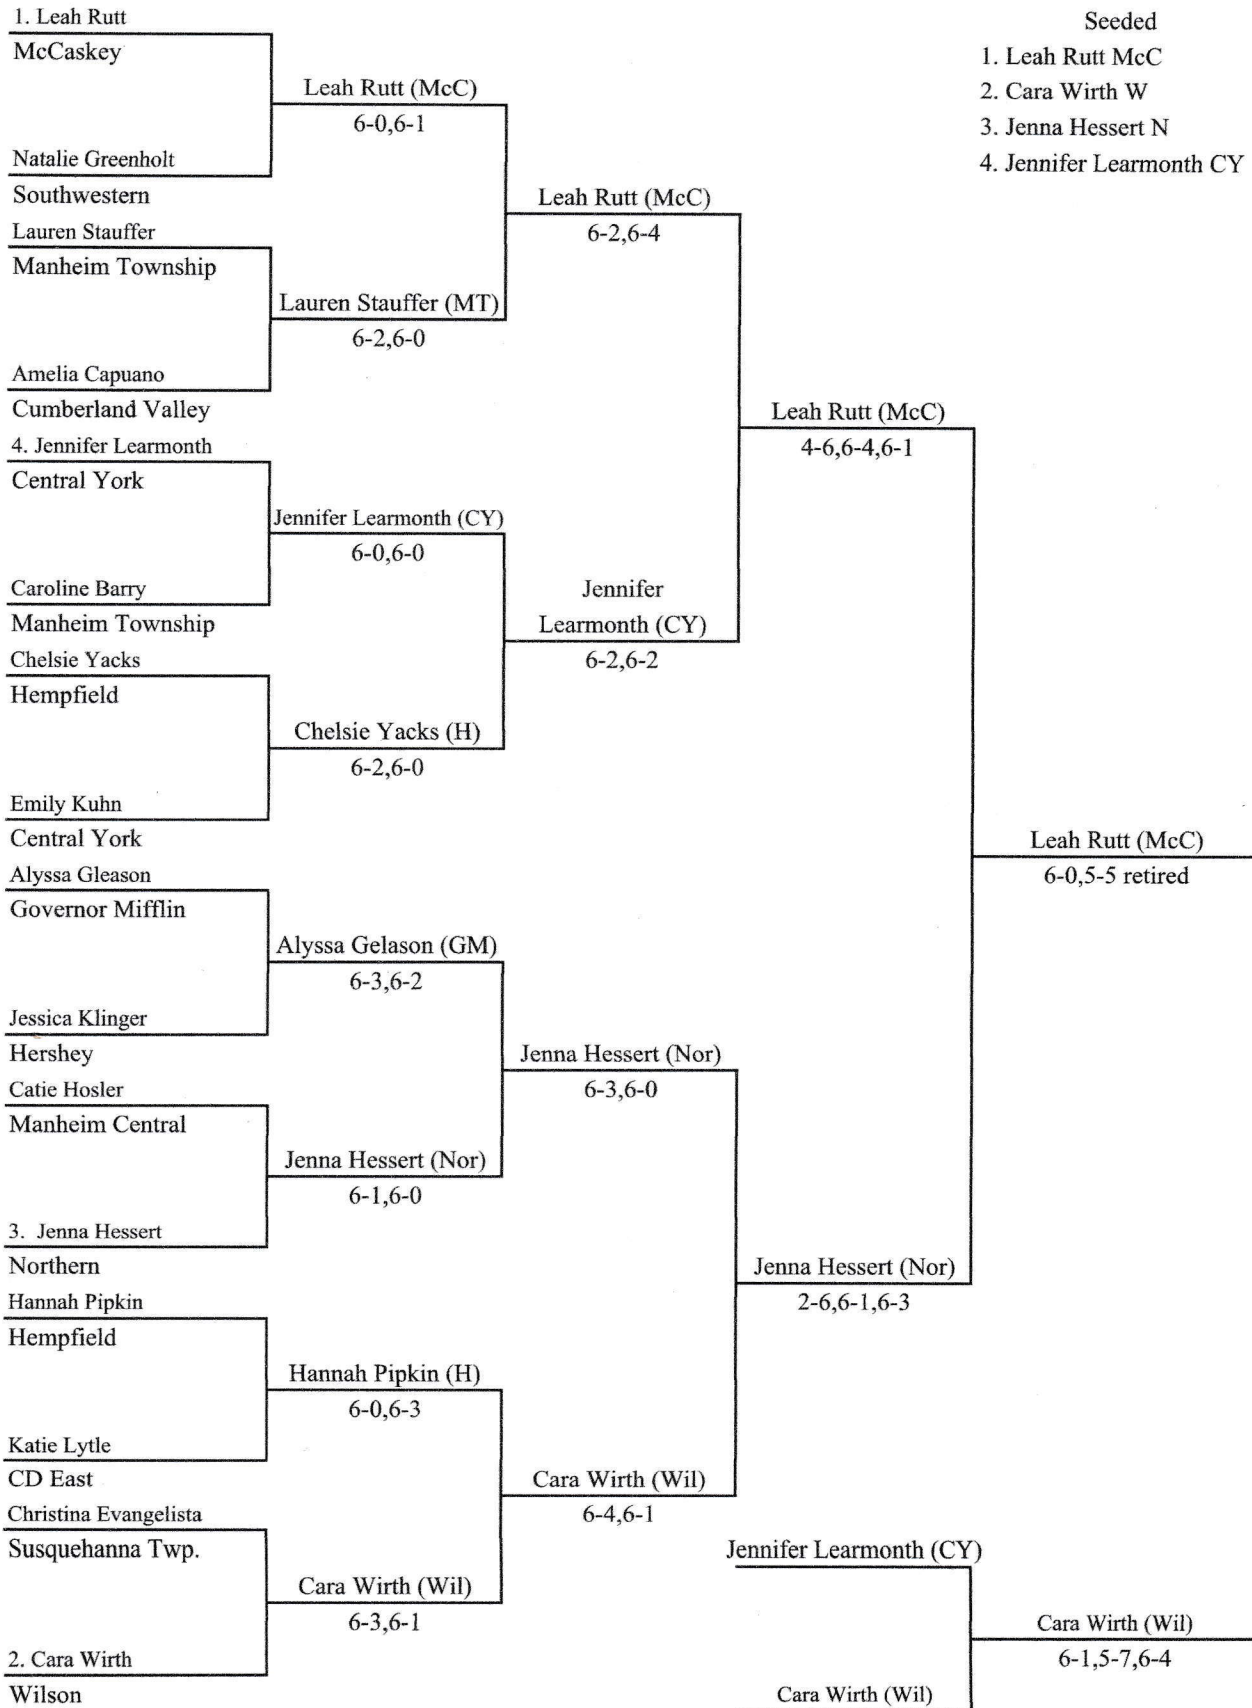 1. Leah Rutt
McCaskey
Natalie Greenholt
Southwestern
Lauren Stauffer
Manheim Township
Amelia Capuano
Cumberland Valley
4. Jennifer Learmonth
Central York
Caroline Barry
Manheim Township
Chelsie Yacks
Hempfield
Emily Kuhn
Central York
Alyssa Gleason
Governor Mifflin
Jessica Klinger
Hershey
Catie Hosler
Manheim Central
3. Jenna Hessert
Northern
Hannah Pipkin
Hempfield
Katie Lytle
CD East
Christina Evangelista
Susquehanna Twp.
2. Cara Wirth
Wilson
Leah Rutt (McC)
6-0,6-1
Lauren Stauffer (MT)
6-2,6-0
Jennifer Learmonth (CY)
6-0,6-0
Chelsie Yacks (H)
6-2,6-0
Alyssa Gelason (GM)
6-3,6-2
Jenna Hessert (Nor)
6-1,6-0
Hannah Pipkin (H)
6-0,6-3
Cara Wirth (Wil)
6-3,6-1
Leah Rutt (McC)
6-2,6-4
Jennifer
Learmonth (CY)
6-2,6-2
Jenna Hessert (Nor)
6-3,6-0
Cara Wirth (Wil)
6-4,6-1
Leah Rutt (McC)
4-6,6-4,6-1
Jenna Hessert (Nor)
2-6,6-1,6-3
Leah Rutt (McC)
6-0,5-5 retired
Jennifer Learmonth (CY)
Cara Wirth (Wil)
Cara Wirth (Wil)
6-1,5-7,6-4
Seeded
1. Leah Rutt McC
2. Cara Wirth W
3. Jenna Hessert N
4. Jennifer Learmonth CY